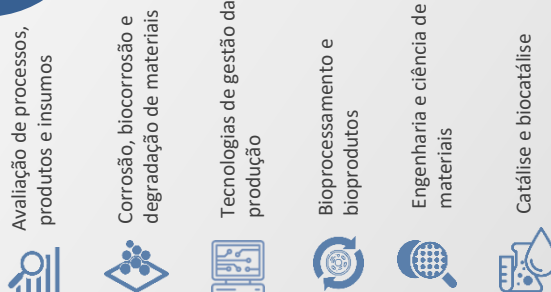 Avaliação de processos,
produtos e insumos
Corrosão, biocorrosão e
degradação de materiais
Tecnologias de gestão da
produção
Bioprocessamento e
bioprodutos
Engenharia e ciência de
materiais
Catálise e biocatálise